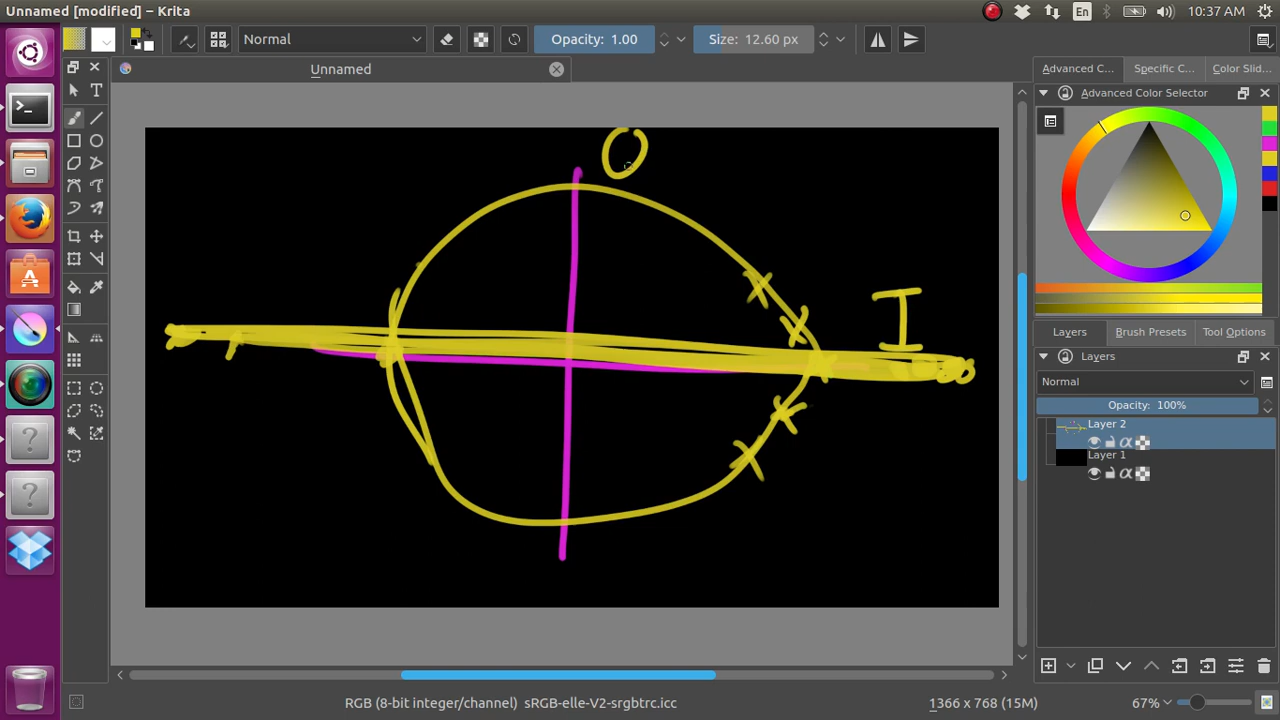 Unnamed [modified] – Krita
En
10:37 AM
Normal
Opacity: 1.00
Size: 12.60 px
Unnamed
Advanced C...
Specific C...
Color Slid...
Advanced Color Selector
O
I
Layers
Brush Presets
Tool Options
Layers
Normal
Opacity: 100%
Layer 2
Layer 1
RGB (8-bit integer/channel) sRGB-elle-V2-srgbtrc.icc
1366 x 768 (15M)
67%